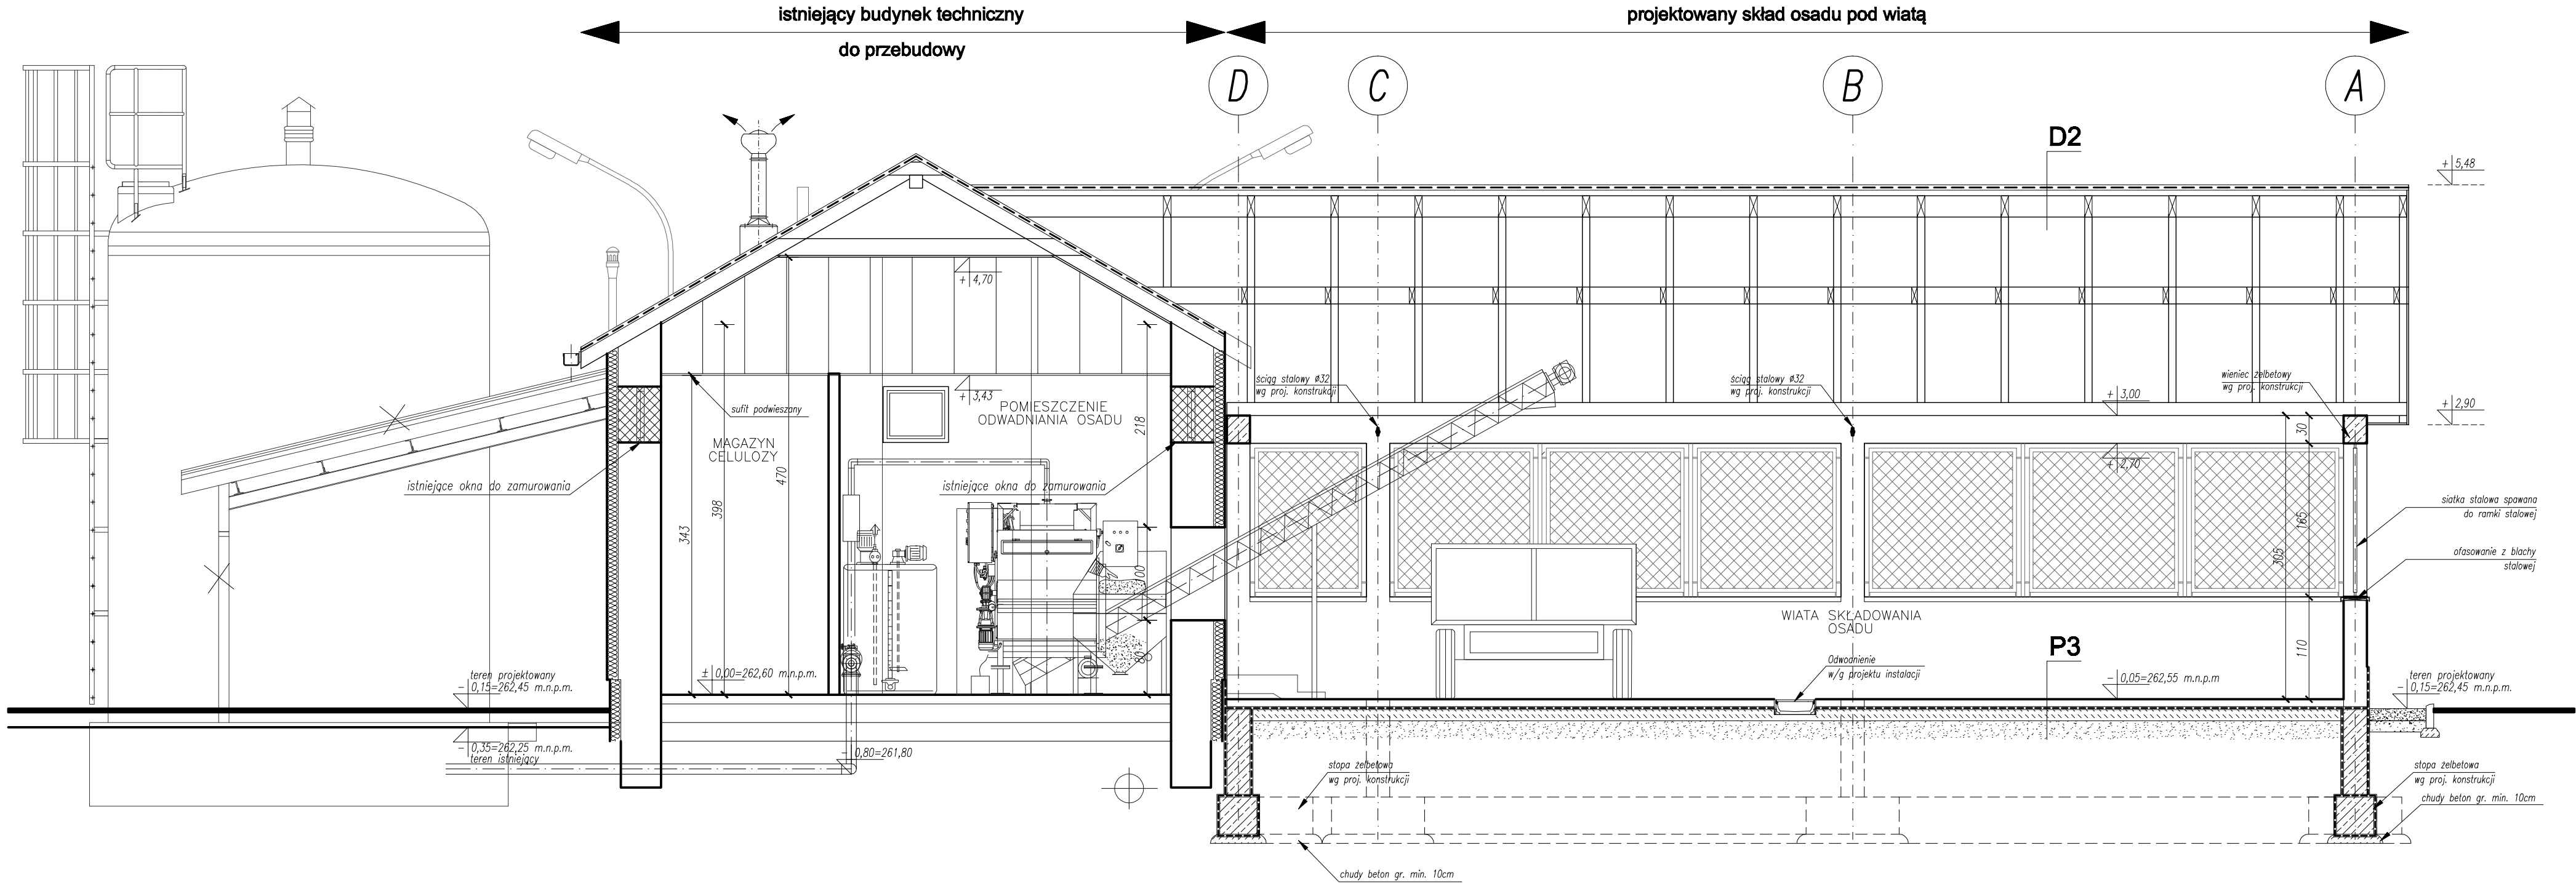 istniejący budynek techniczny
do przebudowy
projektowany skład osadu pod wiatą
D
C
B
A
D2
+ 5,48
+ 4,70
+ 3,43
ściąg stalowy ø32
wg proj. konstrukcji
ściąg stalowy ø32
wg proj. konstrukcji
wieniec żelbetowy
wg proj. konstrukcji
+ 3,00
+ 2,90
sufit podwieszany
POMIESZCZENIE
ODWADNIANIA OSADU
MAGAZYN
CELULOZY
218
30
+ 2,70
istniejące okna do zamurowania
istniejące okna do zamurowania
470
398
343
siatka stalowa spawana
do ramki stalowej
165
305
ofasowanie z blachy
stalowej
WIATA SKŁADOWANIA
OSADU
P3
110
80
Odwodnienie
w/g projektu instalacji
± 0,00=262,60 m.n.p.m.
teren projektowany
- 0,15=262,45 m.n.p.m.
- 0,05=262,55 m.n.p.m
teren projektowany
- 0,15=262,45 m.n.p.m.
- 0,35=262,25 m.n.p.m.
teren istniejący
- 0,80=261,80
stopa żelbetowa
wg proj. konstrukcji
stopa żelbetowa
wg proj. konstrukcji
chudy beton gr. min. 10cm
chudy beton gr. min. 10cm